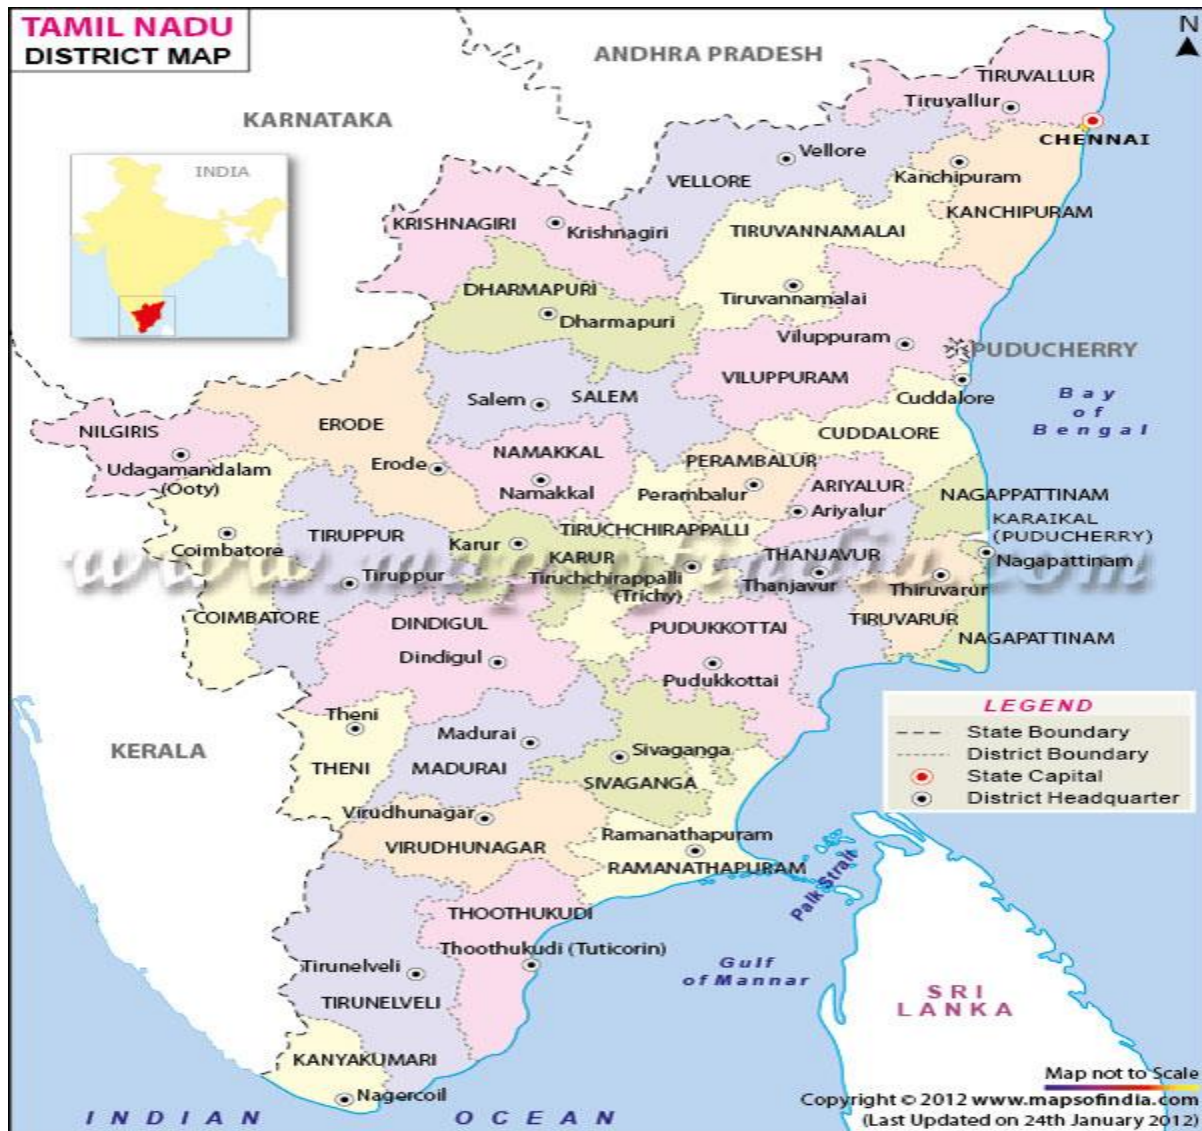 TAMIL NADU
DISTRICT MAP
N
ANDHRA PRADESH
KARNATAKA
INDIA
TIRUVALLUR
Tiruvallur
CHENNAI
Vellore
VELLORE
Kanchipuram
KANCHIPURAM
KRISHNAGIRI
Krishnagiri
TIRUVANNAMALAI
Tiruvannamalai
DHARMAPURI
Dharmapuri
Viluppuram
VILUPPURAM
PUDUCHERRY
Cuddalore
CUDDALORE
Bay
of
Bengal
Salem
SALEM
ERODE
Erode
NILGIRIS
Udagamandalam
(Ooty)
NAMAKKAL
Namakkal
PERAMBALUR
Perambalur
ARIYALUR
Ariyalur
NAGAPPATTINAM
KARAIKAL
(PUDUCHERRY)
Nagapattinam
Coimbatore
COIMBATORE
TIRUPPUR
Tiruppur
Karur
KARUR
TIRUCHCHIRAPPALLI
Tiruchchirappalli
(Trichy)
THANJAVUR
Thanjavur
Thiruvarur
TIRUVARUR
NAGAPATTINAM
www.mapsofindia.com
DINDIGUL
Dindigul
PUDUKKOTTAI
Pudukkottai
KERALA
Theni
THENI
Madurai
MADURAI
Sivaganga
SIVAGANGA
Virudhunagar
VIRUDHUNAGAR
Ramanathapuram
RAMANATHAPURAM
LEGEND
State Boundary
District Boundary
State Capital
District Headquarter
Palk Strait
THOOTHUKUDI
Thoothukudi (Tuticorin)
Gulf
of Mannar
Tirunelveli
TIRUNELVELI
SRI
LANKA
KANYAKUMARI
Nagercoil
INDIAN OCEAN
Map not to Scale
Copyright © 2012 www.mapsofindia.com
(Last Updated on 24th January 2012)